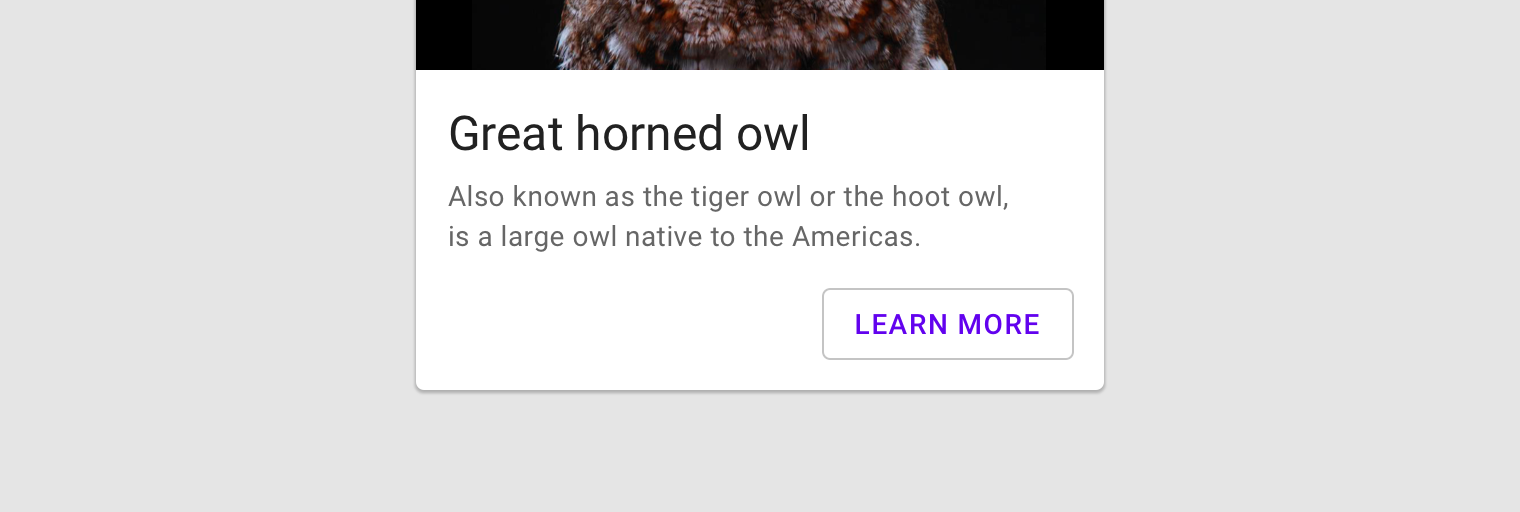 Great horned owl
Also known as the tiger owl or the hoot owl,
is a large owl native to the Americas.
LEARN MORE